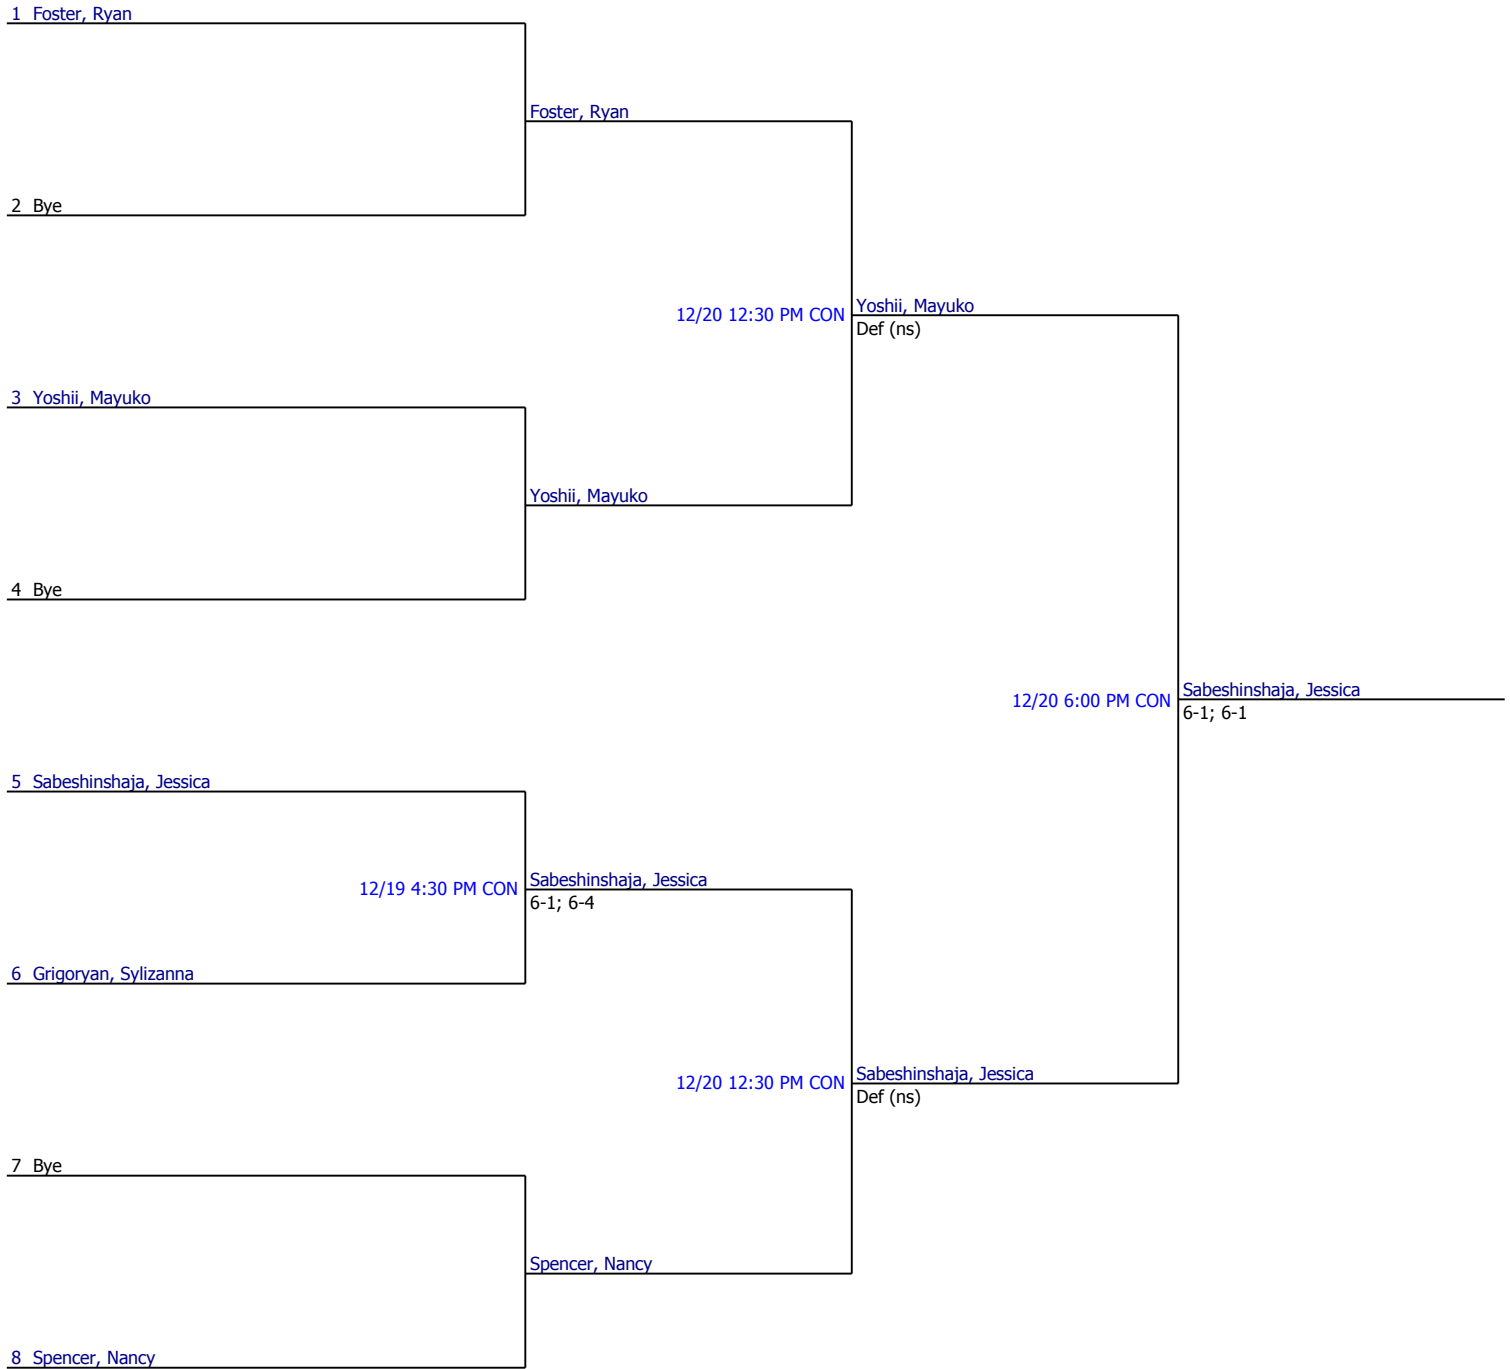 1 Foster, Ryan
Foster, Ryan
2 Bye
12/20 12:30 PM CON
Yoshii, Mayuko
Def (ns)
3 Yoshii, Mayuko
Yoshii, Mayuko
4 Bye
12/20 6:00 PM CON
Sabeshinshaja, Jessica
6-1; 6-1
5 Sabeshinshaja, Jessica
12/19 4:30 PM CON
Sabeshinshaja, Jessica
6-1; 6-4
6 Grigoryan, Sylizanna
12/20 12:30 PM CON
Sabeshinshaja, Jessica
Def (ns)
7 Bye
Spencer, Nancy
8 Spencer, Nancy